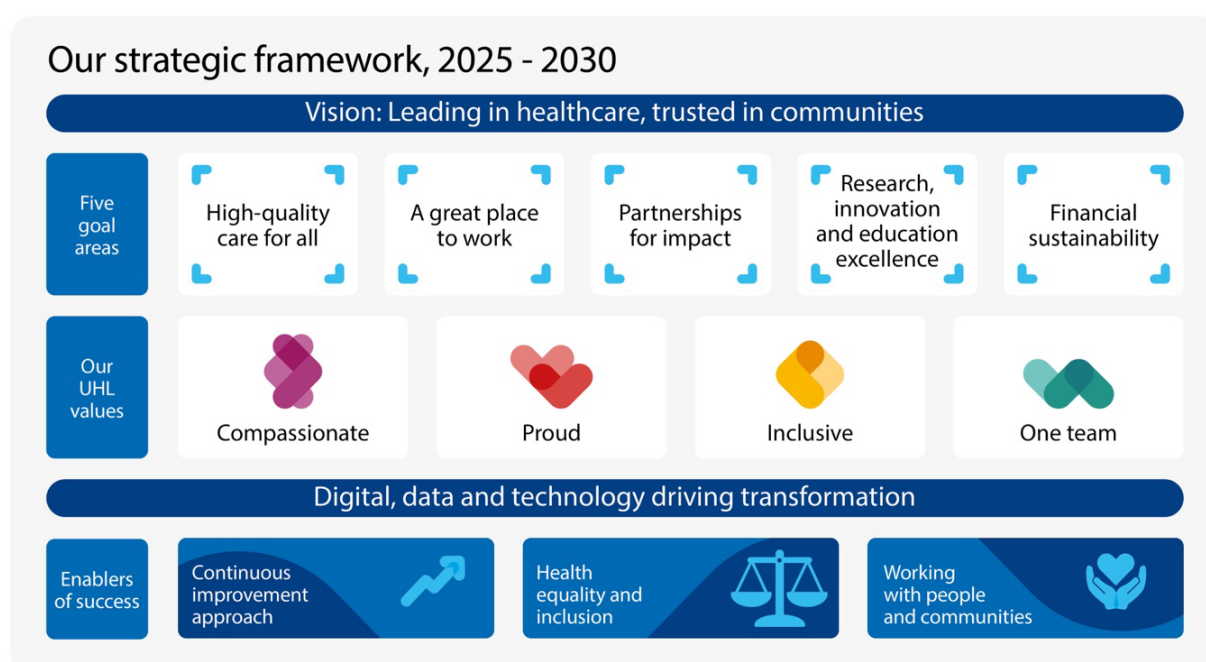 Our strategic framework, 2025 - 2030
Vision: Leading in healthcare, trusted in communities
Five
goal
areas
High-quality
care for all
A great place
to work
Partnerships
for impact
Research,
innovation
and education
excellence
Financial
sustainability
Our
UHL
values
Compassionate
Proud
Inclusive
One team
Digital, data and technology driving transformation
Enablers
of success
Continuous
improvement
approach
Health
equality and
inclusion
Working
with people
and communities